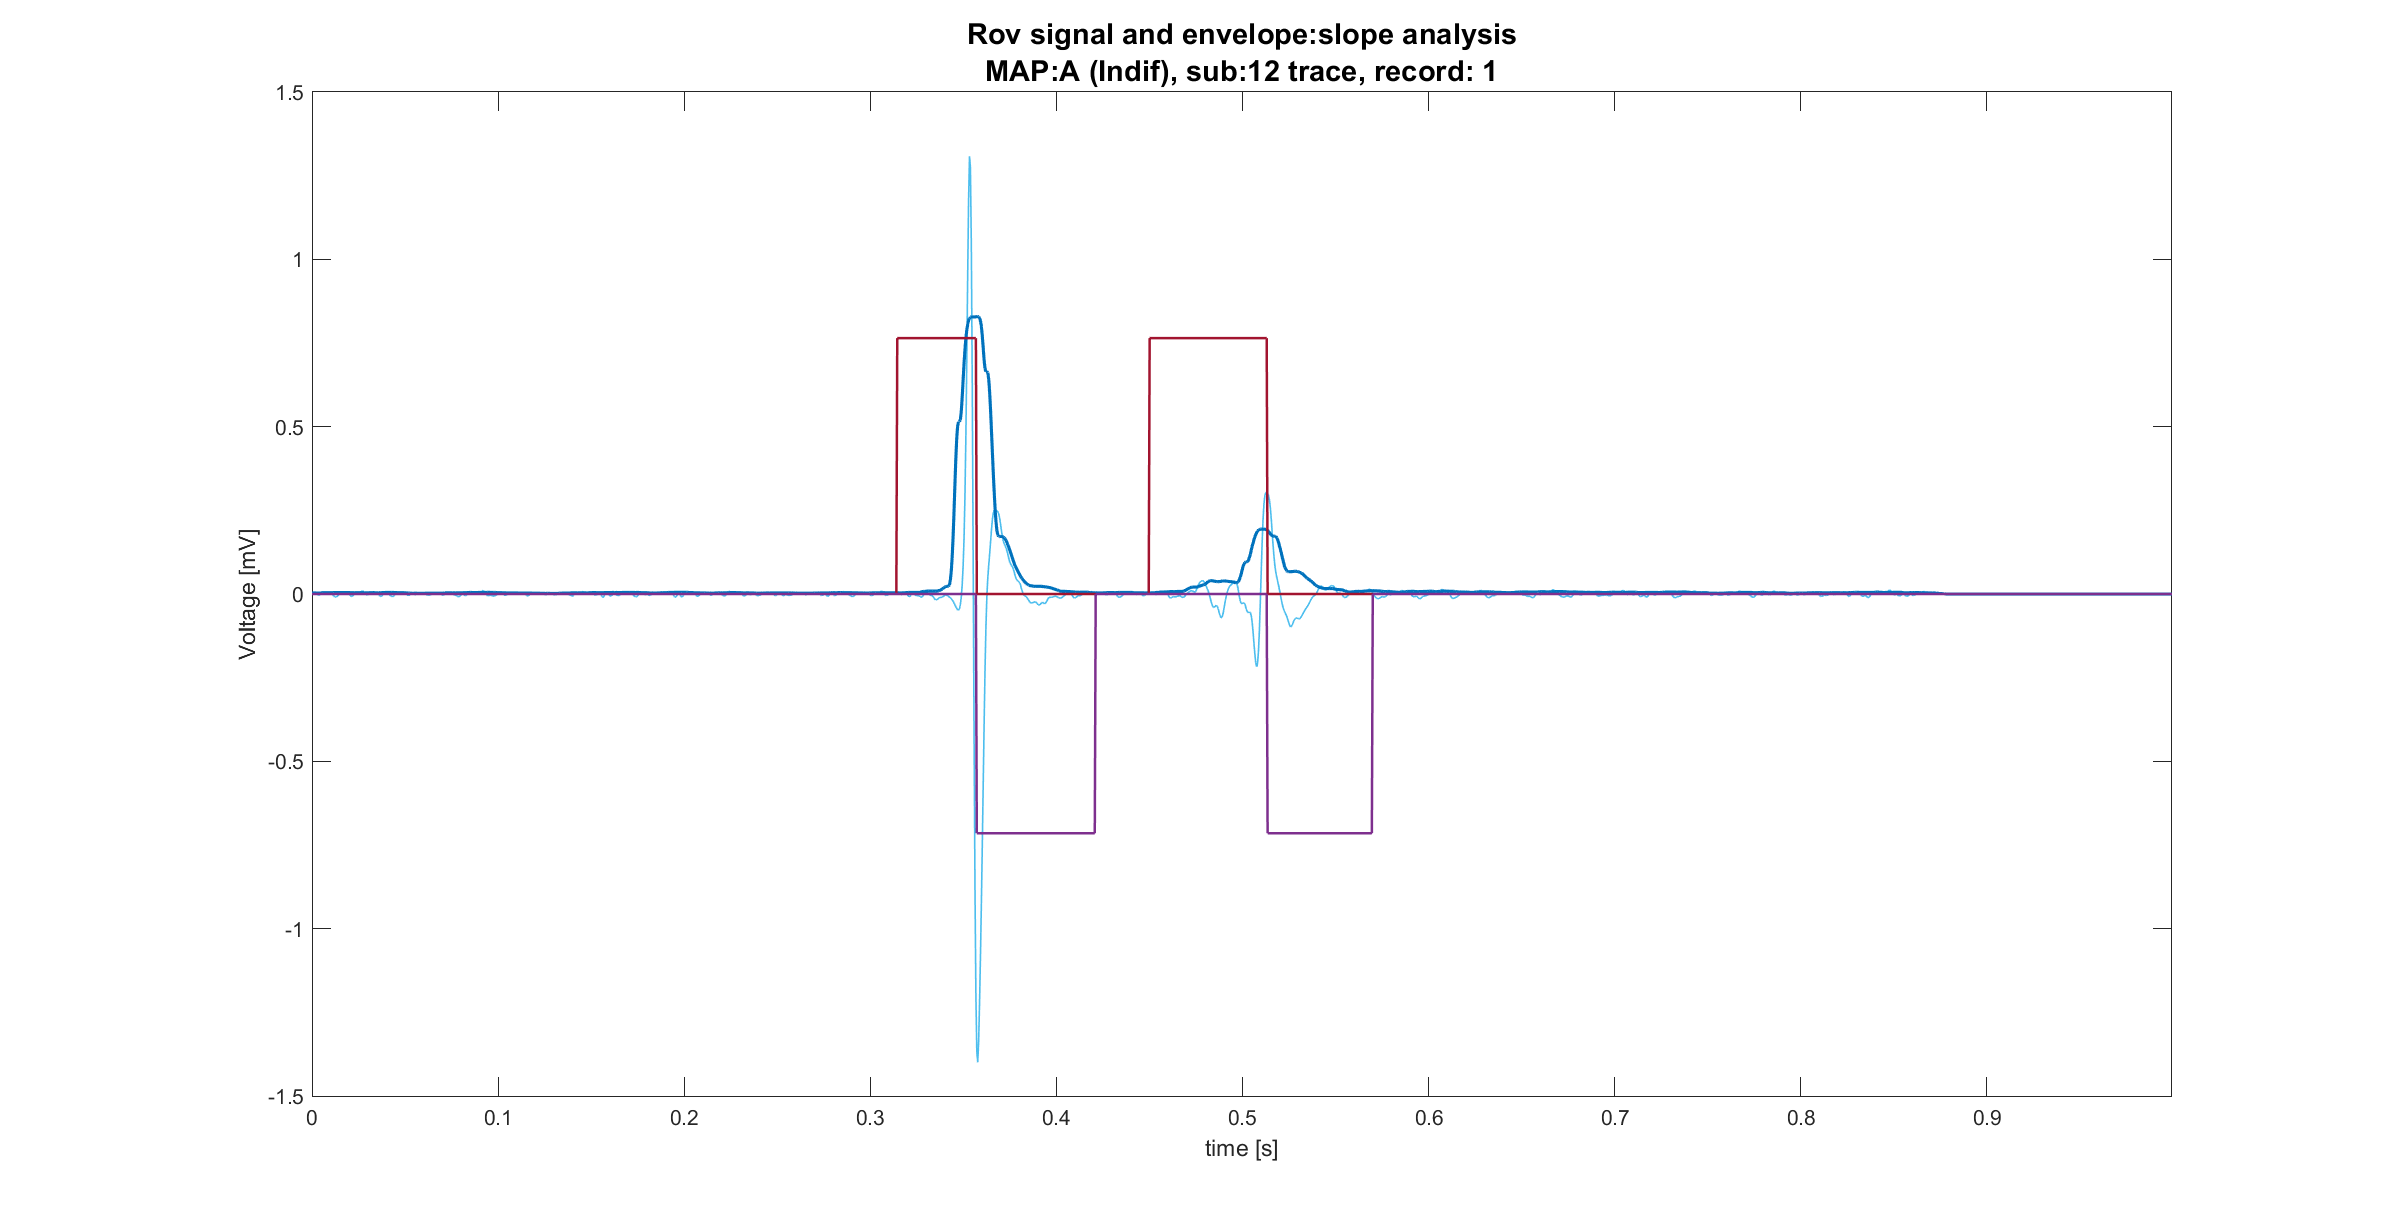 Rov signal and envelope:slope analysis
MAP:A (Indif), sub:12 trace, record: 1
1.5
1
0.5
0
-0.5
-1
-1.5
Voltage [mV]
0 0.1 0.2 0.3 0.4 0.5 0.6 0.7 0.8 0.9
time [s]